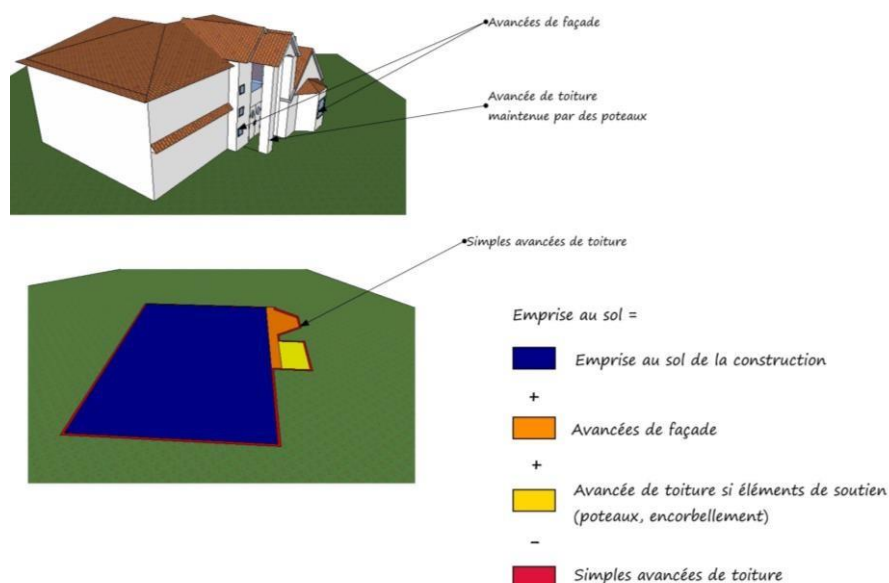 Avancées de façade
Avancée de toiture
maintenue par des poteaux
Simples avancées de toiture
Emprise au sol =
Emprise au sol de la construction
+
Avancées de façade
+
Avancée de toiture si éléments de soutien
(poteaux, encorbellement)
-
Simples avancées de toiture